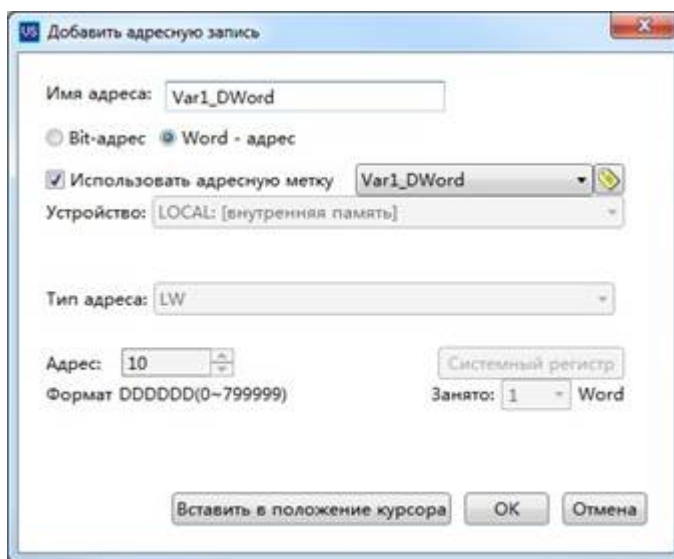 US Добавить адресную запись
Имя адреса: Var1_DWord
Bit-адрес Word - адрес
Использовать адресную метку Var1_DWord
Устройство: LOCAL: [внутренняя память]
Тип адреса: LW
Адрес: 10 Системный регистр
Формат DDDDDD(0~799999) Занято: 1 Word
Вставить в положение курсора OK Отмена